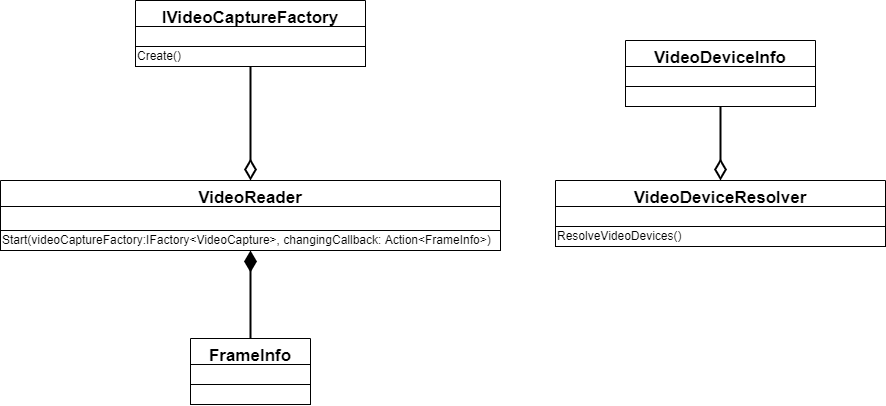 IVideoCaptureFactory
Create()
VideoDeviceInfo
VideoReader
Start(videoCaptureFactory:IFactory<VideoCapture>, changingCallback: Action<FrameInfo>)
VideoDeviceResolver
ResolveVideoDevices()
FrameInfo